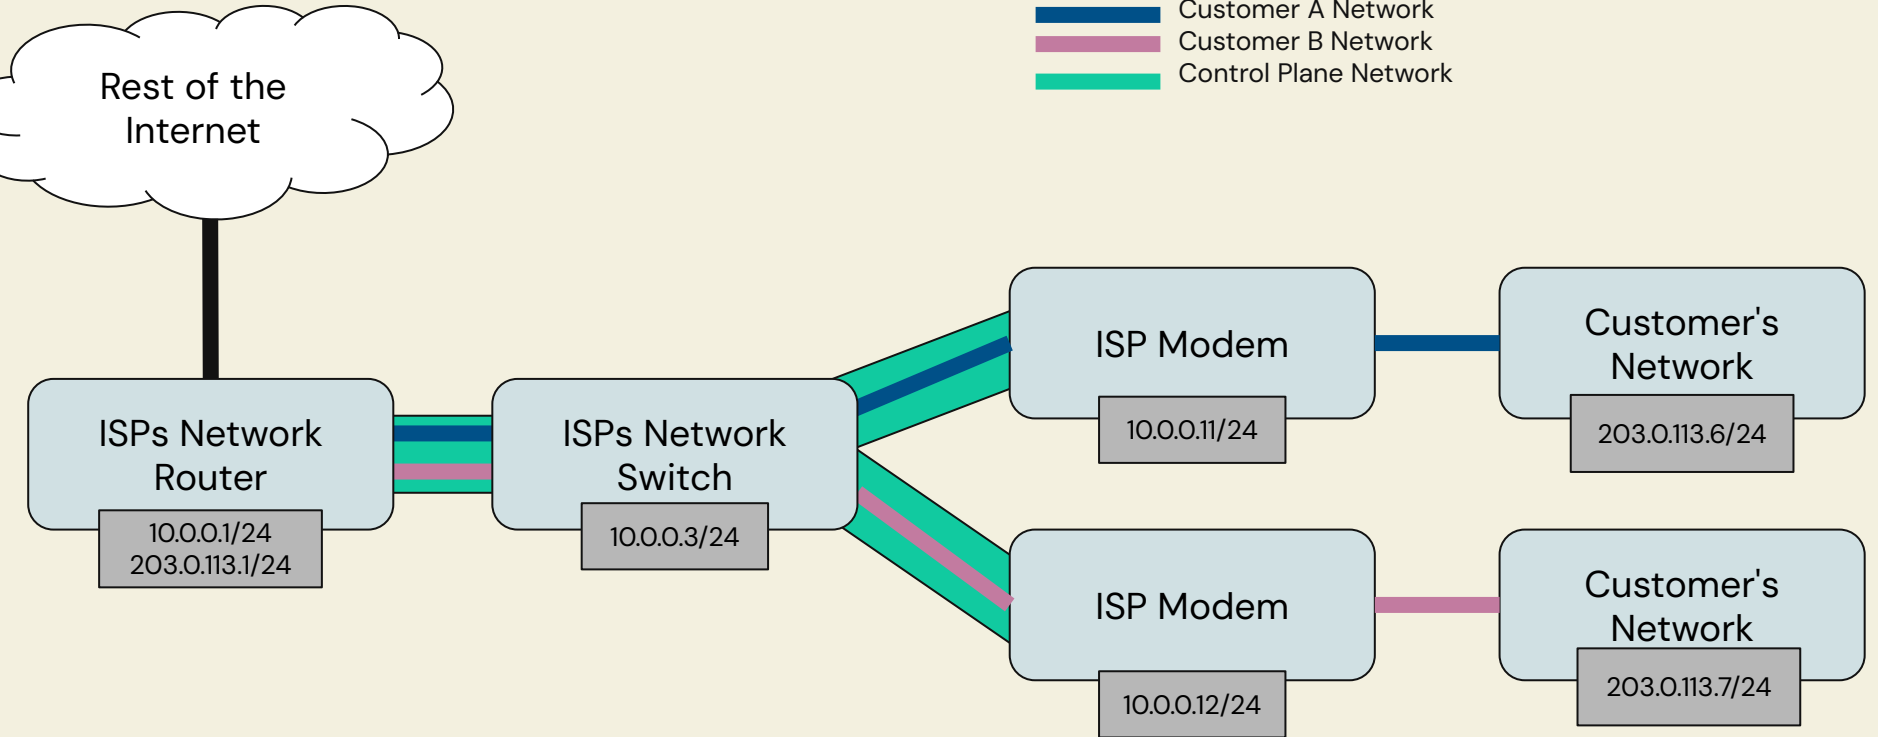 Customer A Network
Customer B Network
Control Plane Network
Rest of the
Internet
ISPs Network
Router
10.0.0.1/24
203.0.113.1/24
ISPs Network
Switch
10.0.0.3/24
ISP Modem
10.0.0.11/24
Customer's
Network
203.0.113.6/24
ISP Modem
10.0.0.12/24
Customer's
Network
203.0.113.7/24